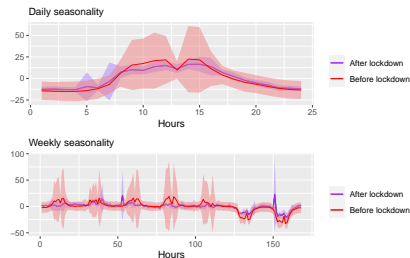 Daily seasonality
50
25
0
−25
0 5 10 15 20 25
Hours
After lockdown
Before lockdown
Weekly seasonality
100
50
0
−50
0 50 100 150
Hours
After lockdown
Before lockdown